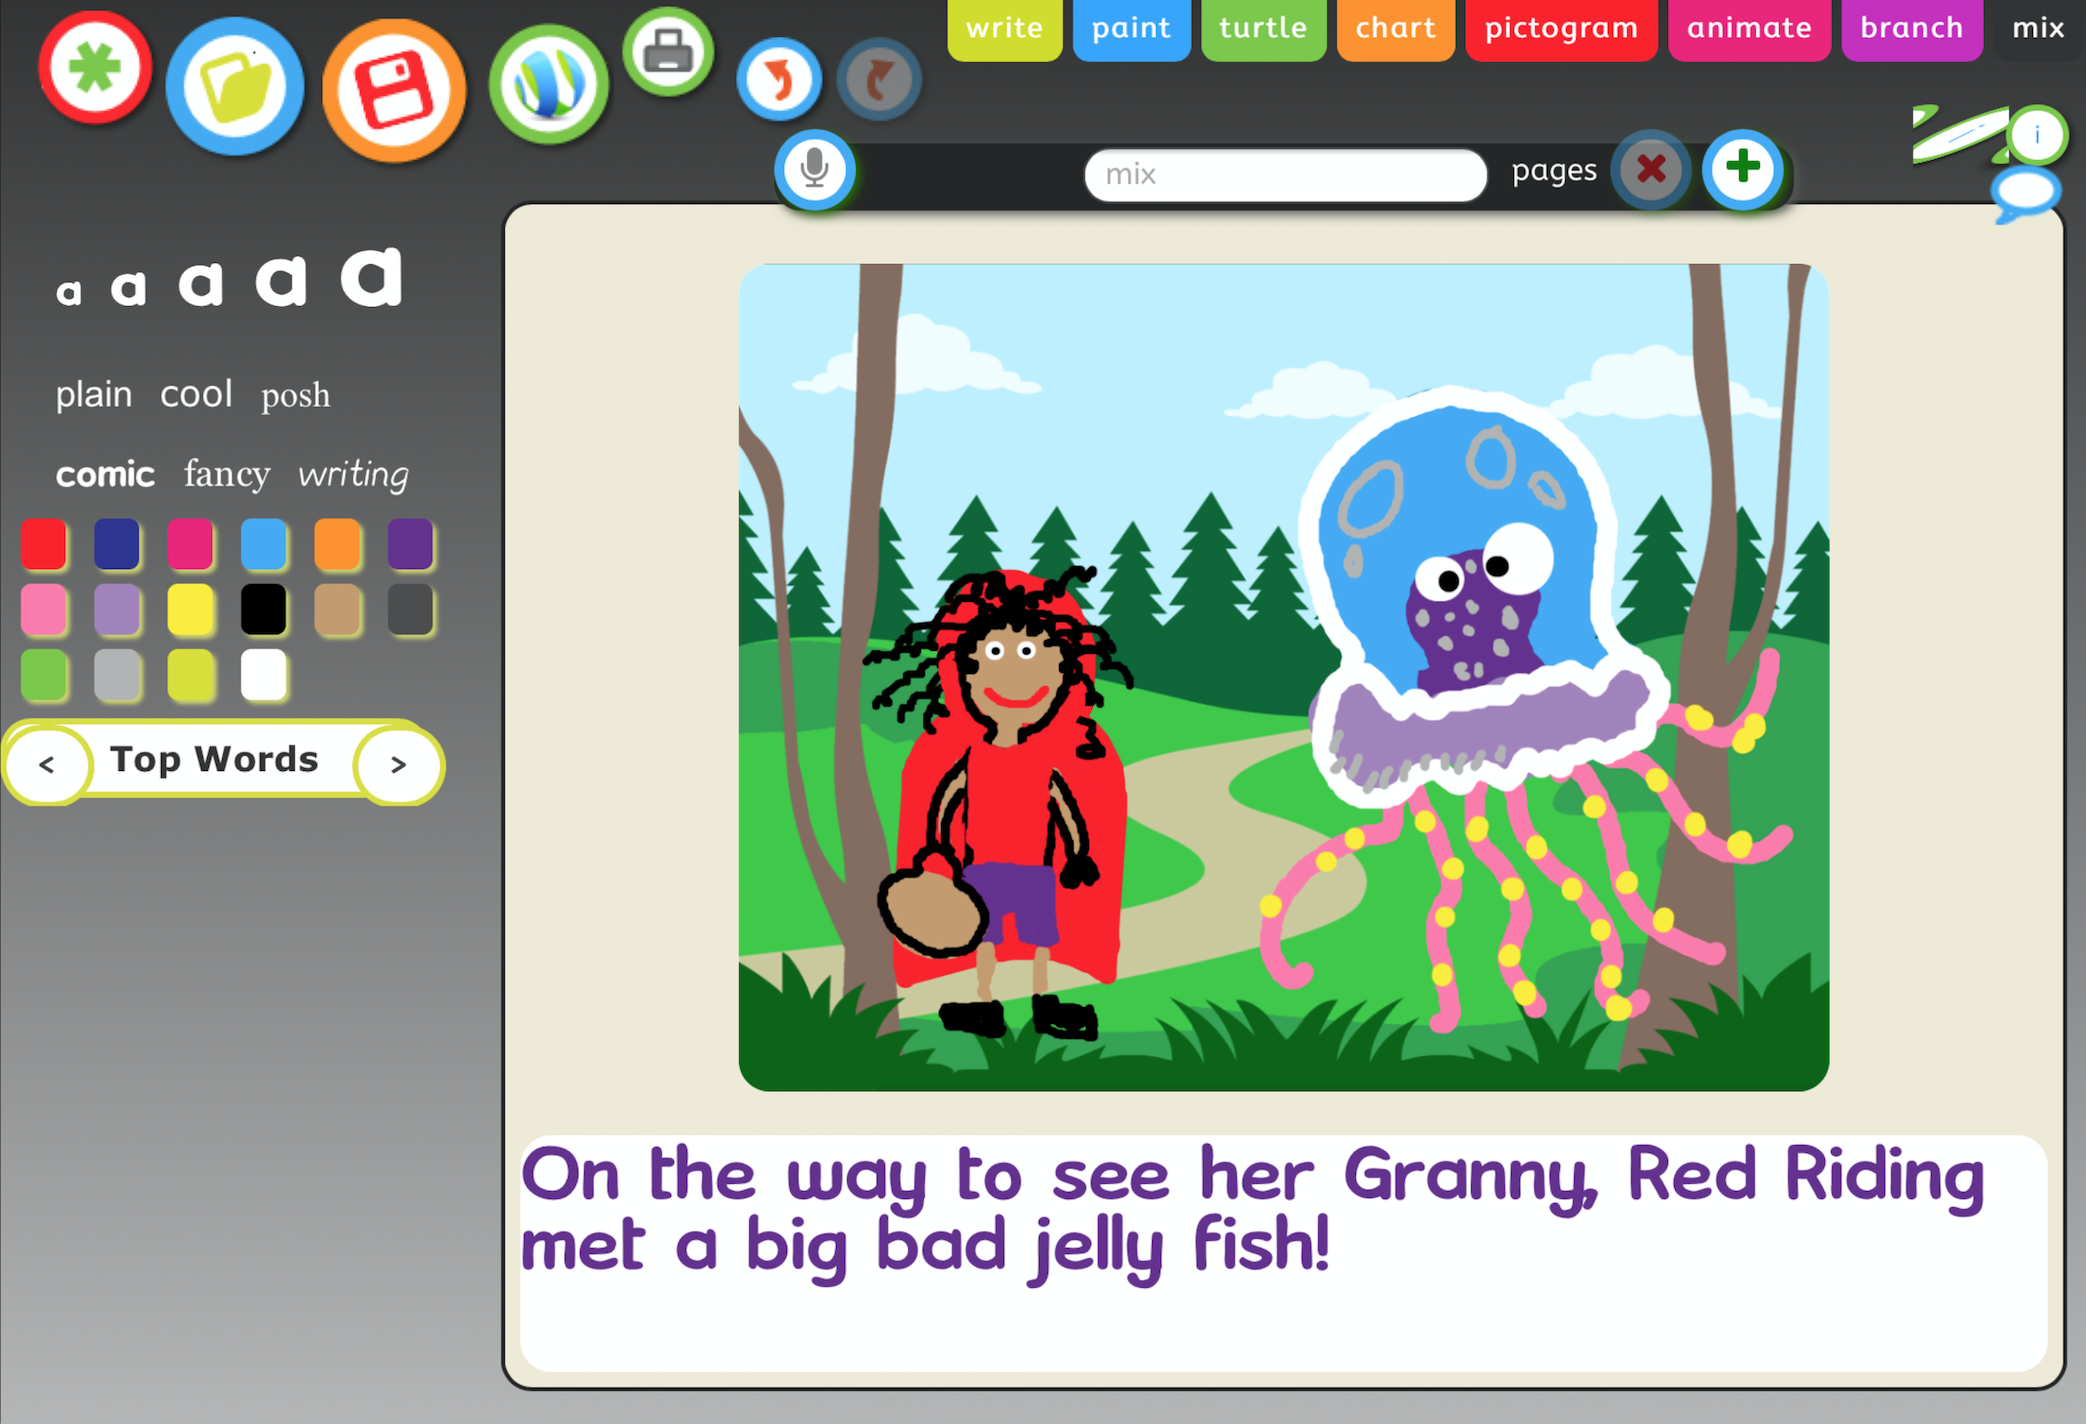 write paint turtle chart pictogram animate branch mix
mix pages
i
a a a a a
plain cool posh
comic fancy writing
< Top Words >
On the way to see her Granny, Red Riding
met a big bad jelly fish!